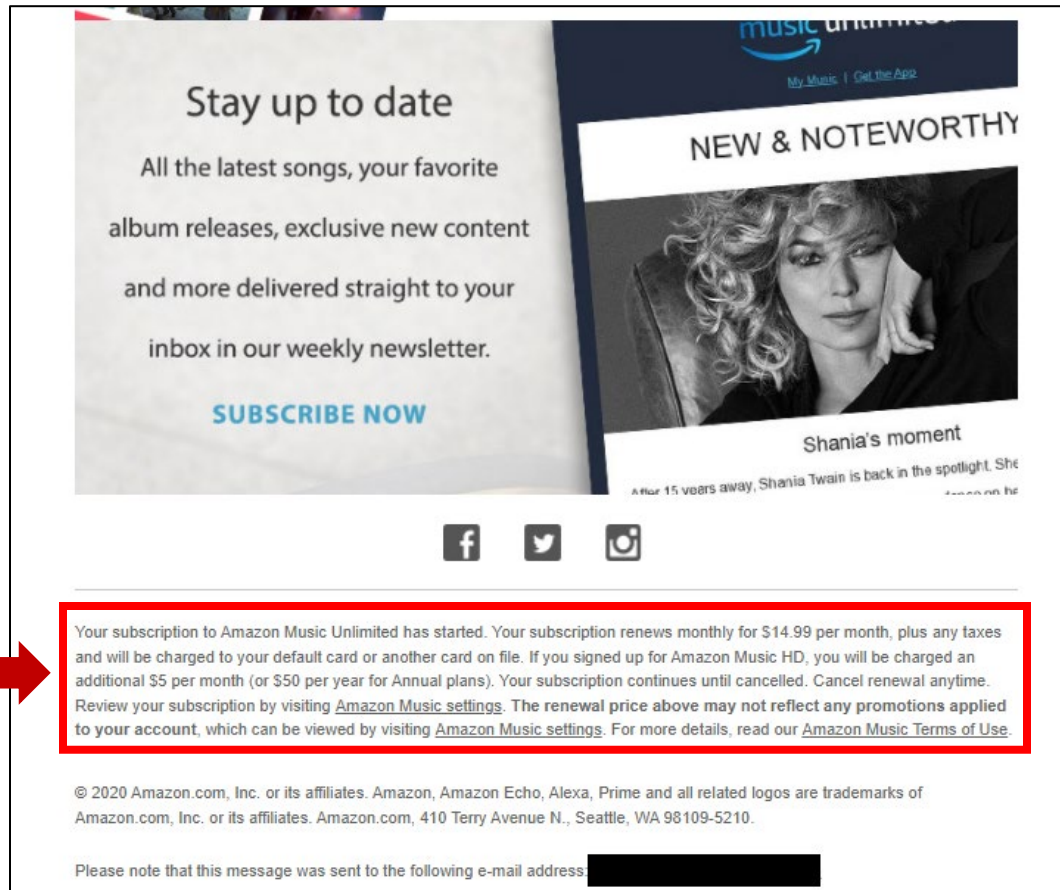 music unlimited
My Music | Get the App
Stay up to date
All the latest songs, your favorite
album releases, exclusive new content
and more delivered straight to your
inbox in our weekly newsletter.
SUBSCRIBE NOW
NEW & NOTEWORTHY
Shania's moment
After 15 years away, Shania Twain is back in the spotlight. She
Your subscription to Amazon Music Unlimited has started. Your subscription renews monthly for $14.99 per month, plus any taxes
and will be charged to your default card or another card on file. If you signed up for Amazon Music HD, you will be charged an
additional $5 per month (or $50 per year for Annual plans). Your subscription continues until cancelled. Cancel renewal anytime.
Review your subscription by visiting Amazon Music settings. The renewal price above may not reflect any promotions applied
to your account, which can be viewed by visiting Amazon Music settings. For more details, read our Amazon Music Terms of Use.
© 2020 Amazon.com, Inc. or its affiliates. Amazon, Amazon Echo, Alexa, Prime and all related logos are trademarks of
Amazon.com, Inc. or its affiliates. Amazon.com, 410 Terry Avenue N., Seattle, WA 98109-5210.
Please note that this message was sent to the following e-mail address: